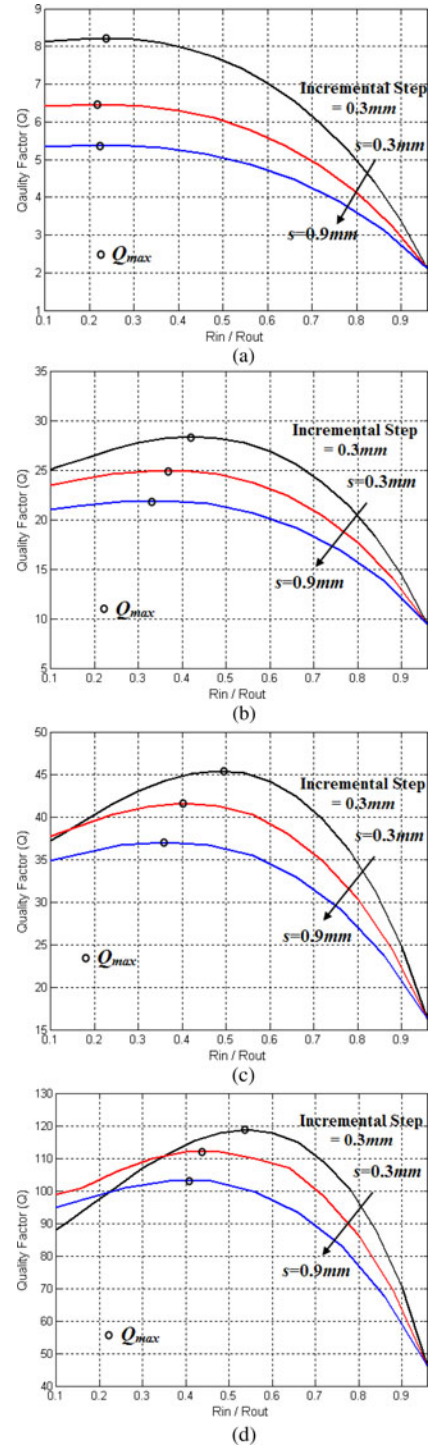 9
8
7
6
5
4
3
2
1
Qaulity Factor (Q)
Incremental Step
= 0.3mm
s=0.3mm
s=0.9mm
Qmax
0.1 0.2 0.3 0.4 0.5 0.6 0.7 0.8 0.9
Rin / Rout
(a)
35
30
25
20
15
10
5
Quality Factor (Q)
Incremental Step
= 0.3mm
s=0.3mm
s=0.9mm
Qmax
0.1 0.2 0.3 0.4 0.5 0.6 0.7 0.8 0.9
Rin / Rout
(b)
50
45
40
35
30
25
20
15
Quality Factor (Q)
Incremental Step
= 0.3mm
s=0.3mm
s=0.9mm
Qmax
0.1 0.2 0.3 0.4 0.5 0.6 0.7 0.8 0.9
Rin / Rout
(c)
130
120
110
100
90
80
70
60
50
40
Quality Factor (Q)
Incremental Step
= 0.3mm
s=0.3mm
s=0.9mm
Qmax
0.1 0.2 0.3 0.4 0.5 0.6 0.7 0.8 0.9
Rin / Rout
(d)